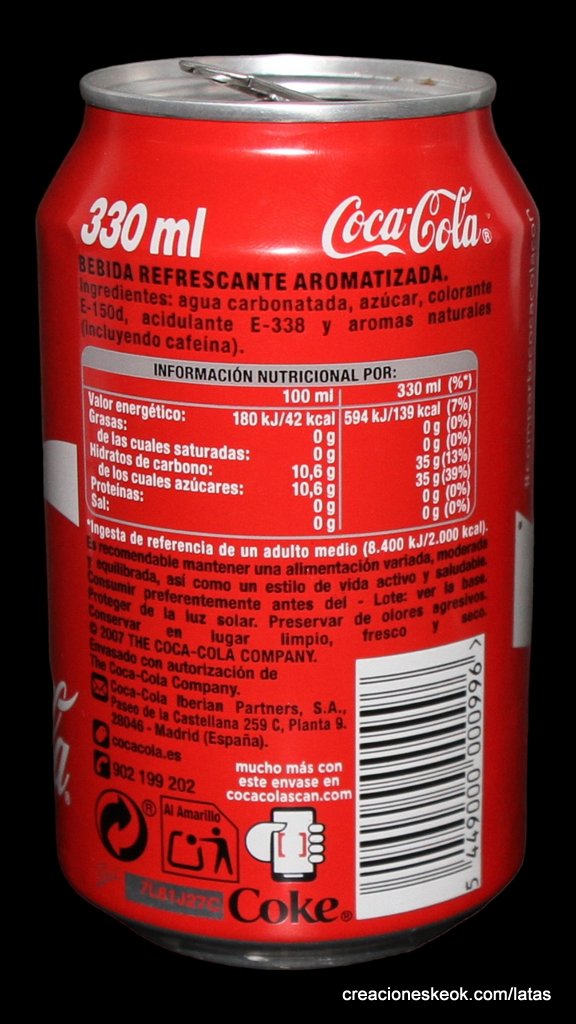 330 ml
Coca-Cola®
BEBIDA REFRESCANTE AROMATIZADA.
Ingredientes: agua carbonatada, azúcar, colorante
E-150d, acidulante E-338 y aromas naturales
(incluyendo cafeína).
INFORMACIÓN NUTRICIONAL POR:
100 ml 330 ml (%*)
Valor energético: 180 kJ/42 kcal 594 kJ/139 kcal (7%)
Grasas: 0 g 0 g (0%)
de las cuales saturadas: 0 g 0 g (0%)
Hidratos de carbono: 10,6 g 35 g (13%)
de los cuales azúcares: 10,6 g 35 g (39%)
Proteínas: 0 g 0 g (0%)
Sal: 0 g 0 g (0%)
*Ingesta de referencia de un adulto medio (8.400 kJ/2.000 kcal).
Es recomendable mantener una alimentación variada, moderada
y equilibrada, así como un estilo de vida activo y saludable.
Consumir preferentemente antes del - Lote: ver la base.
Proteger de la luz solar. Preservar de olores agresivos.
Conservar en lugar limpio, fresco y seco.
© 2007 THE COCA-COLA COMPANY.
Envasado con autorización de
The Coca-Cola Company.
Coca-Cola Iberian Partners, S.A.,
Paseo de la Castellana 259 C, Planta 9.
28046 - Madrid (España).
cocacola.es
902 199 202
mucho más con
este envase en
cocacolascan.com
®
Al Amarillo
Coke®
5 449000 000996 >
creacioneskeok.com/latas